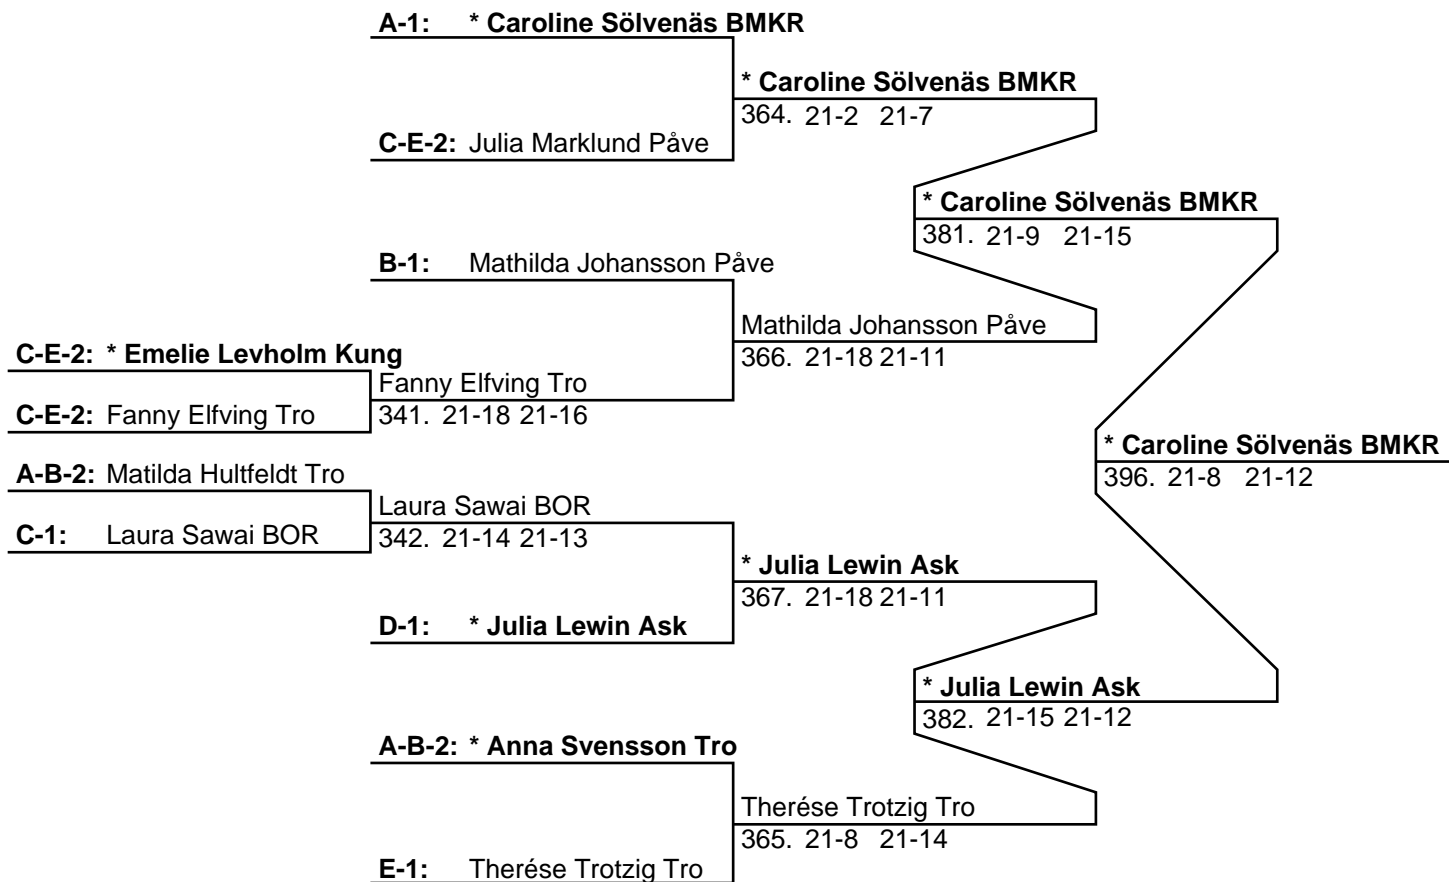 A-1: * Caroline Sölvenäs BMKR
* Caroline Sölvenäs BMKR
364. 21-2 21-7
C-E-2: Julia Marklund Påve
* Caroline Sölvenäs BMKR
381. 21-9 21-15
B-1: Mathilda Johansson Påve
Mathilda Johansson Påve
366. 21-18 21-11
C-E-2: * Emelie Levholm Kung
Fanny Elfving Tro
341. 21-18 21-16
C-E-2: Fanny Elfving Tro
* Caroline Sölvenäs BMKR
396. 21-8 21-12
A-B-2: Matilda Hultfeldt Tro
Laura Sawai BOR
342. 21-14 21-13
C-1: Laura Sawai BOR
* Julia Lewin Ask
367. 21-18 21-11
D-1: * Julia Lewin Ask
* Julia Lewin Ask
382. 21-15 21-12
A-B-2: * Anna Svensson Tro
Therése Trotzig Tro
365. 21-8 21-14
E-1: Therése Trotzig Tro